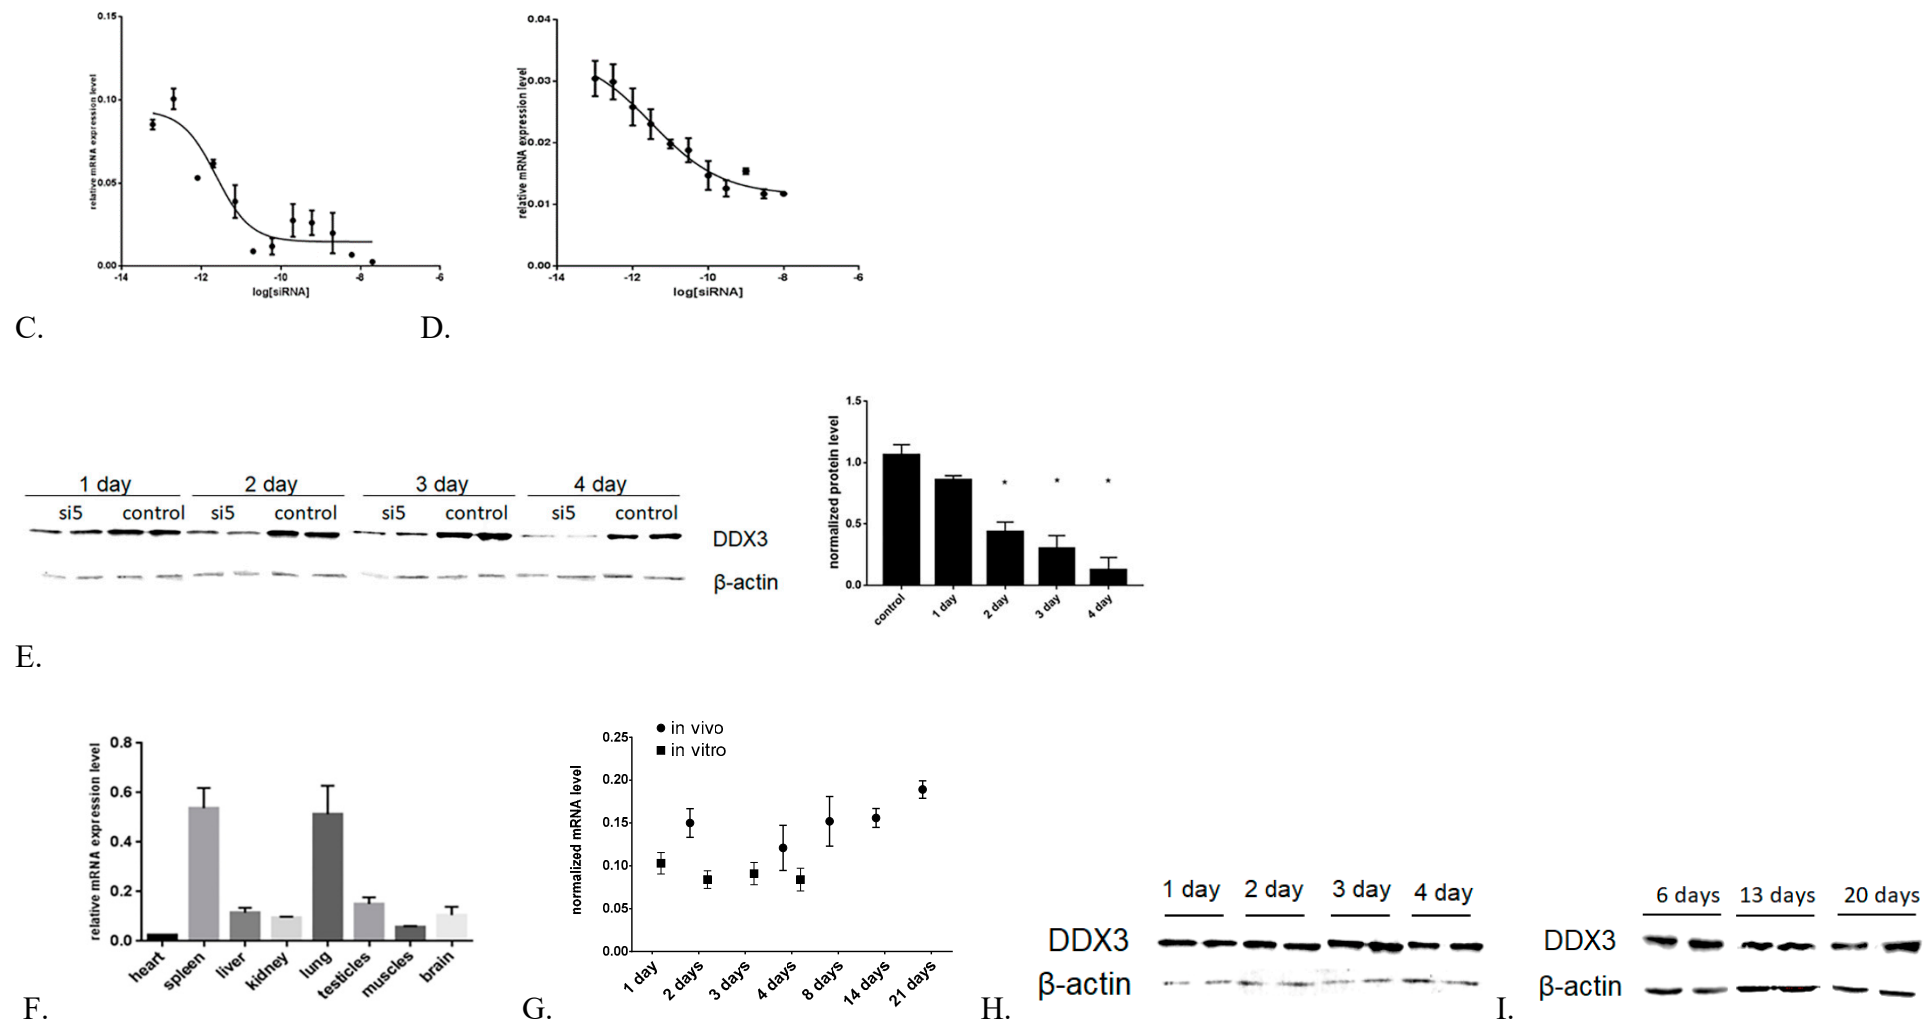 0.15
0.10
0.05
0.00
relative mRNA expression level
-14 -12 -10 -8 -6
log[siRNA]
C.
0.04
0.03
0.02
0.01
0.00
relative mRNA expression level
-14 -12 -10 -8 -6
log[siRNA]
D.
1 day 2 day 3 day 4 day
si5 control si5 control si5 control si5 control
DDX3
β-actin
1.5
1.0
0.5
0.0
normalized protein level
* * *
control 1 day 2 day 3 day 4 day
E.
0.8
0.6
0.4
0.2
0.0
relative mRNA expression level
heart spleen liver kidney lung testicles muscles brain
F.
in vivo
in vitro
0.25
0.20
0.15
0.10
0.05
0.00
normalized mRNA level
1 day 2 days 3 days 4 days 8 days 14 days 21 days
G.
1 day 2 day 3 day 4 day
DDX3
β-actin
H.
6 days 13 days 20 days
DDX3
β-actin
I.